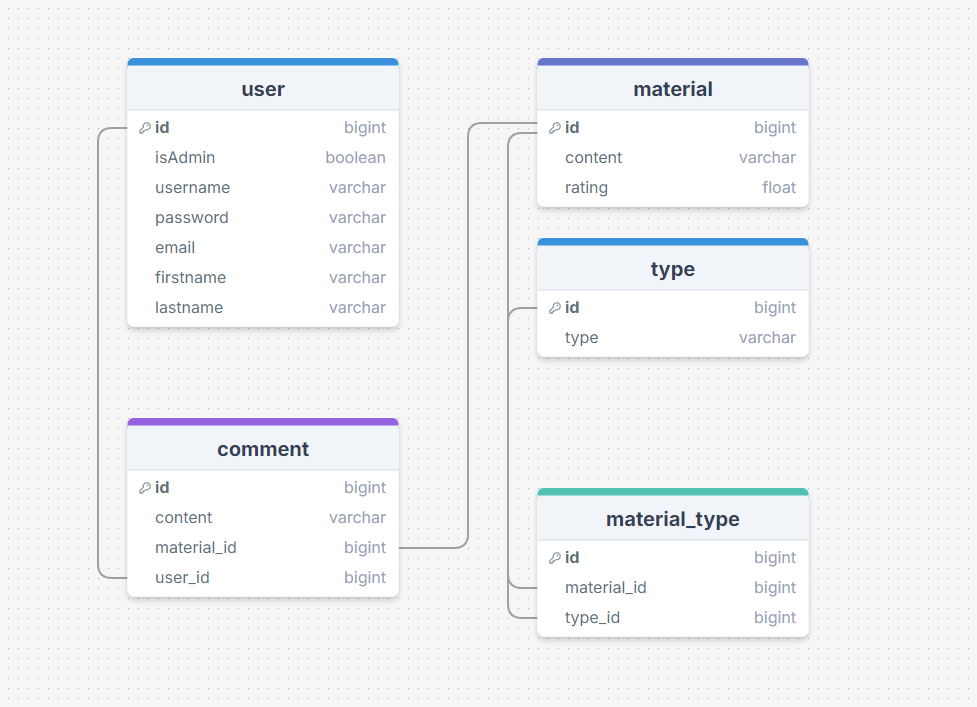 user
id bigint
isAdmin boolean
username varchar
password varchar
email varchar
firstname varchar
lastname varchar
comment
id bigint
content varchar
material_id bigint
user_id bigint
material
id bigint
content varchar
rating float
type
id bigint
type varchar
material_type
id bigint
material_id bigint
type_id bigint